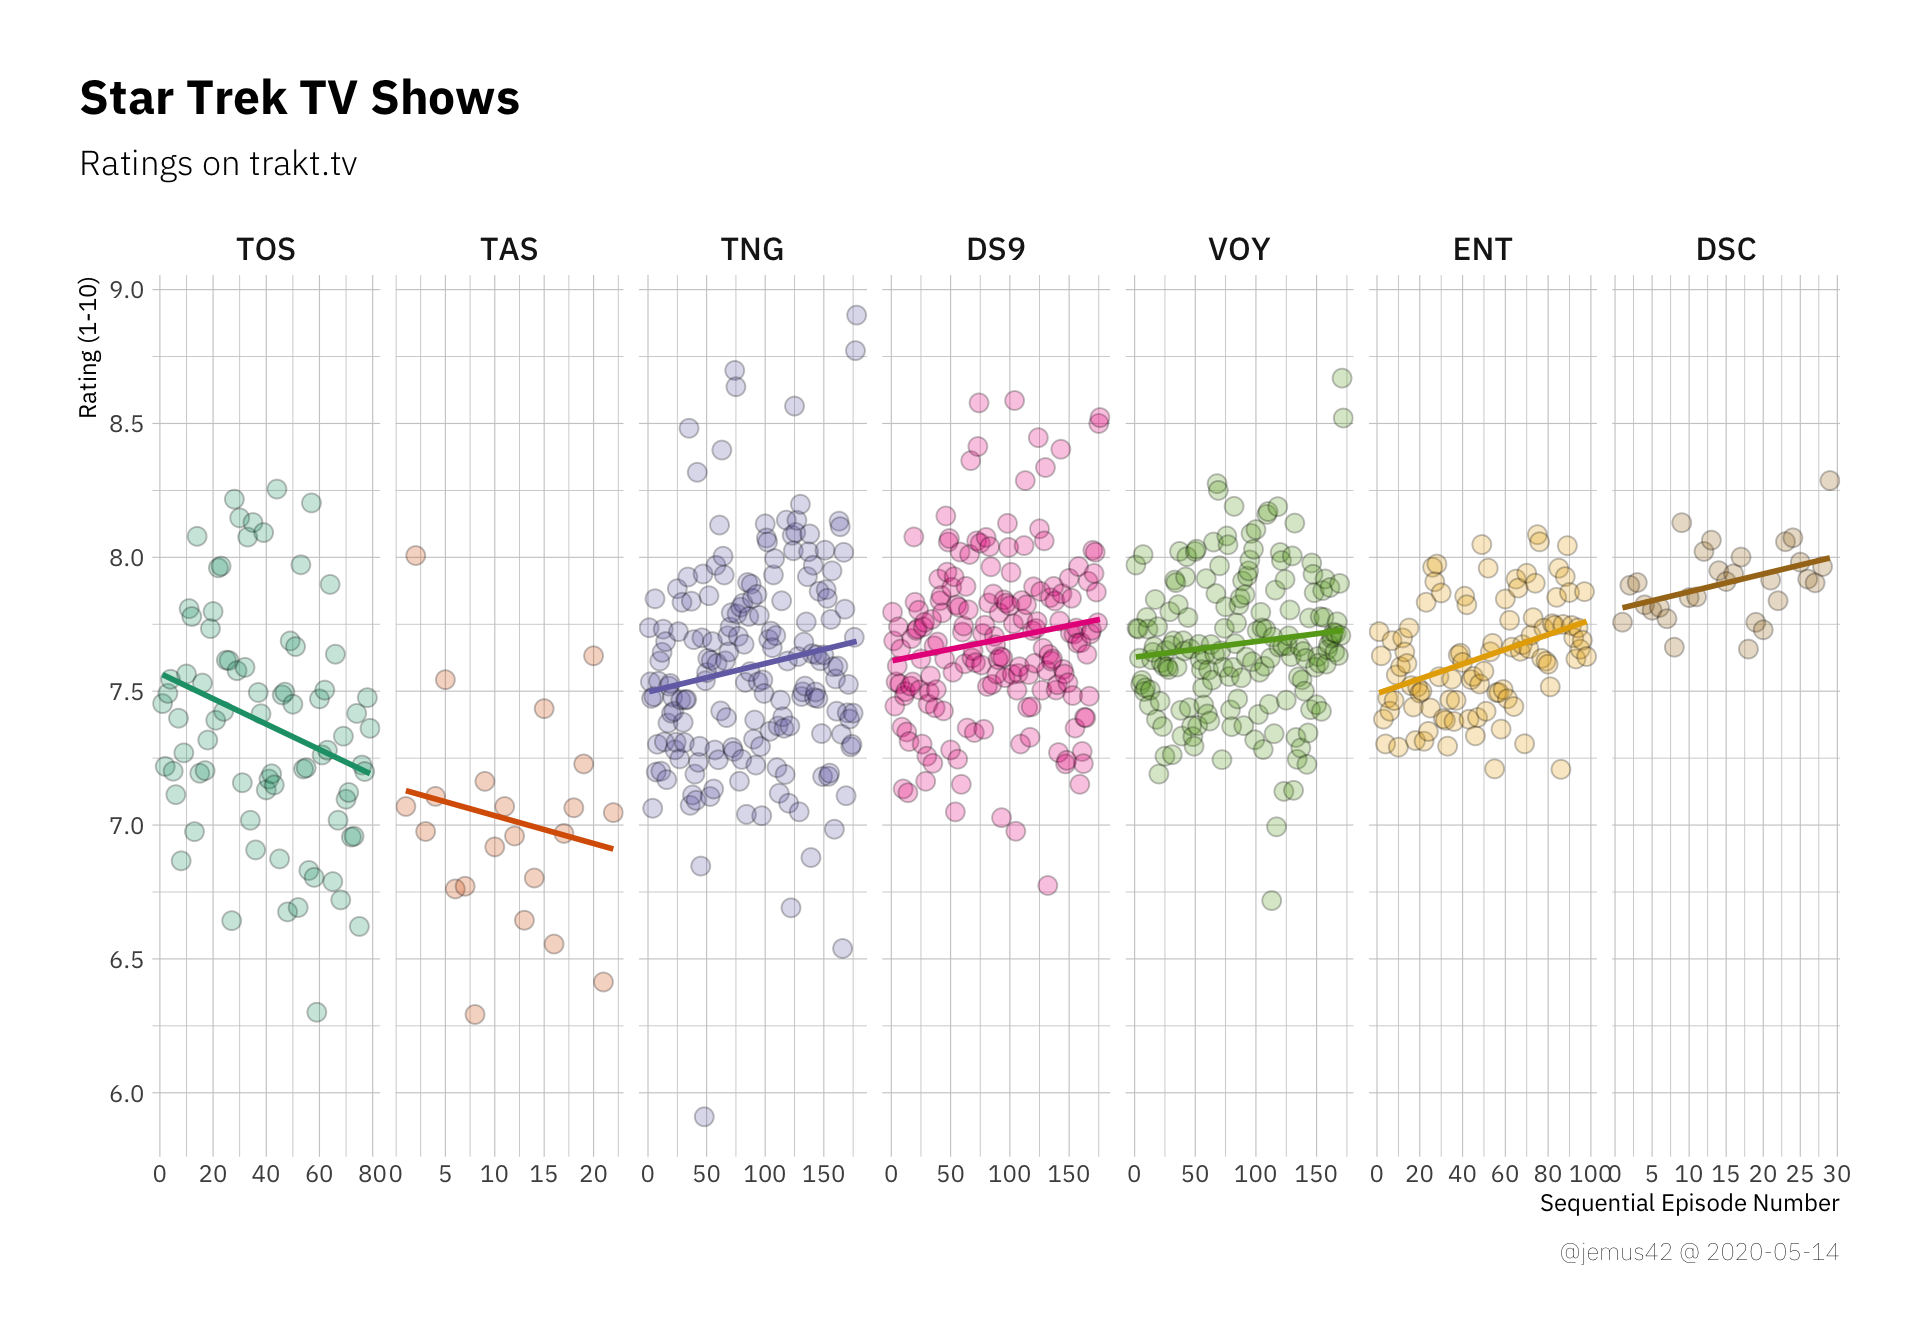 Star Trek TV Shows
Ratings on trakt.tv
TOS TAS TNG DS9 VOY ENT DSC
Rating (1-10)
9.0
8.5
8.0
7.5
7.0
6.5
6.0
0 20 40 60 80 0 5 10 15 20 0 50 100 150 0 50 100 150 0 50 100 150 0 20 40 60 80 100 0 5 10 15 20 25 30
Sequential Episode Number
@jemus42 @ 2020-05-14